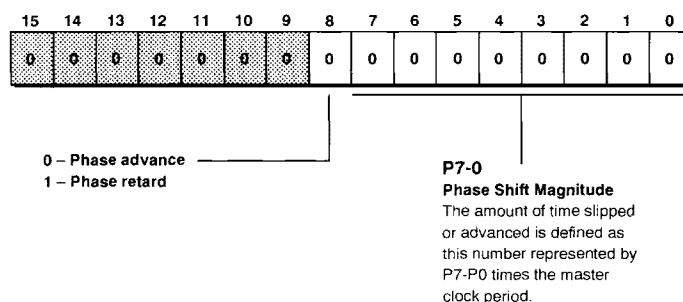 15 14 13 12 11 10 9 8 7 6 5 4 3 2 1 0
0 0 0 0 0 0 0 0 0 0 0 0 0 0 0 0
0 – Phase advance
1 – Phase retard
P7-0
Phase Shift Magnitude
The amount of time slipped
or advanced is defined as
this number represented by
P7-P0 times the master
clock period.